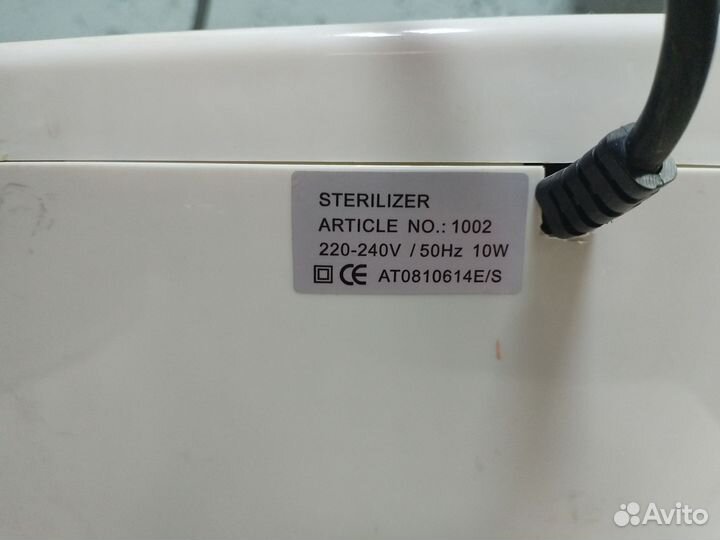 STERILIZER
ARTICLE NO.: 1002
220-240V / 50Hz 10W
CE AT0810614E/S
Avito